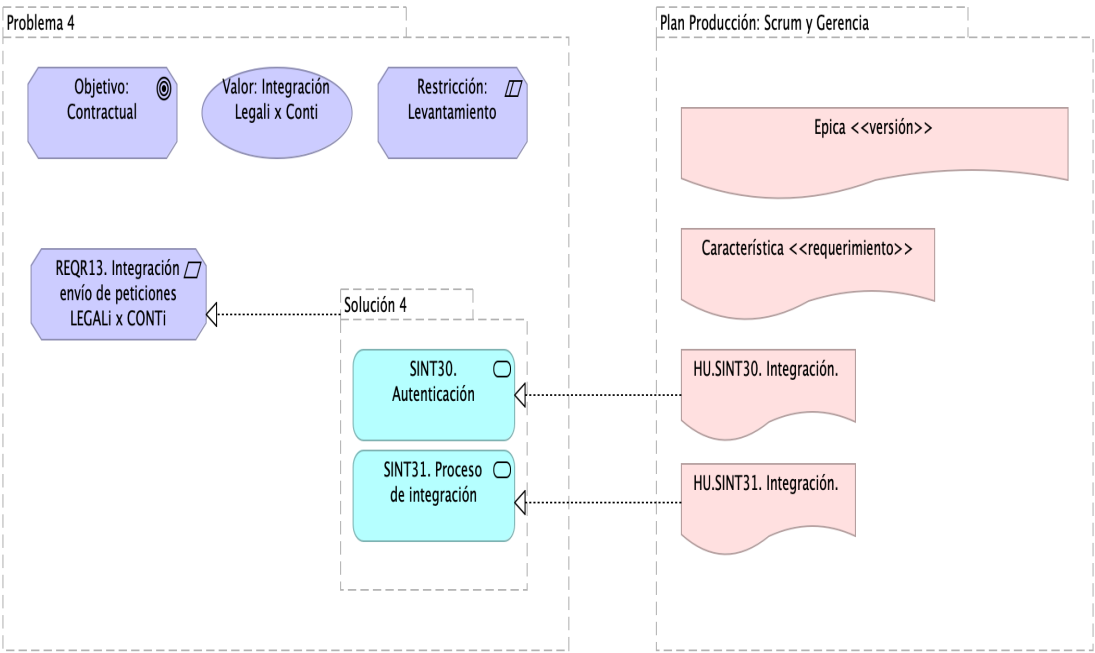 Problema 4
Objetivo:
Contractual
Valor: Integración
Legali x Conti
Restricción:
Levantamiento
REQR13. Integración
envío de peticiones
LEGALi x CONTi
Solución 4
SINT30.
Autenticación
SINT31. Proceso
de integración
Plan Producción: Scrum y Gerencia
Epica <<versión>>
Característica <<requerimiento>>
HU.SINT30. Integración.
HU.SINT31. Integración.